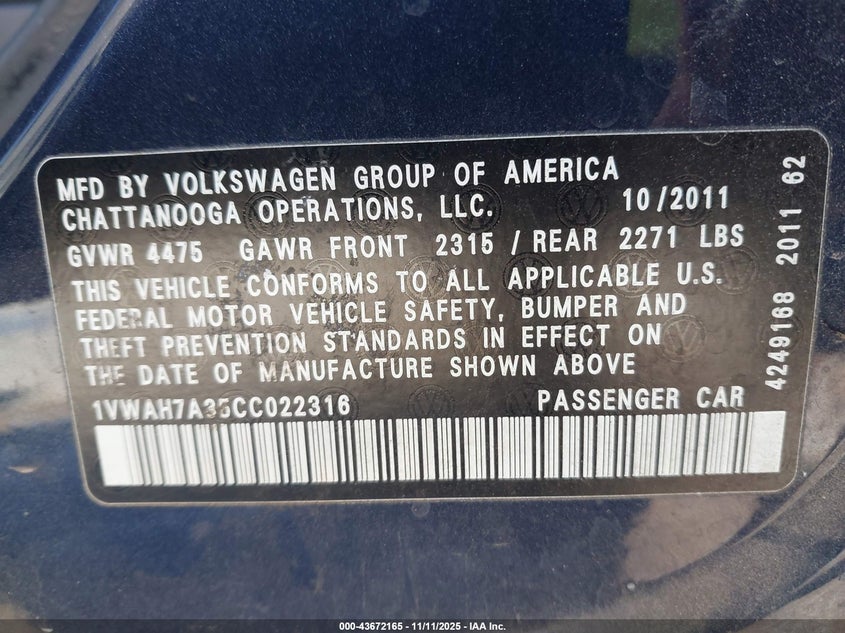 MFD BY VOLKSWAGEN GROUP OF AMERICA
CHATTANOOGA OPERATIONS, LLC. 10/2011
GVWR 4475 GAWR FRONT 2315 / REAR 2271 LBS
THIS VEHICLE CONFORMS TO ALL APPLICABLE U.S.
FEDERAL MOTOR VEHICLE SAFETY, BUMPER AND
THEFT PREVENTION STANDARDS IN EFFECT ON
THE DATE OF MANUFACTURE SHOWN ABOVE
1VWAH7A35CC022316 PASSENGER CAR
4249168 2011 62
000-43672165 - 11/11/2025 - IAA Inc.